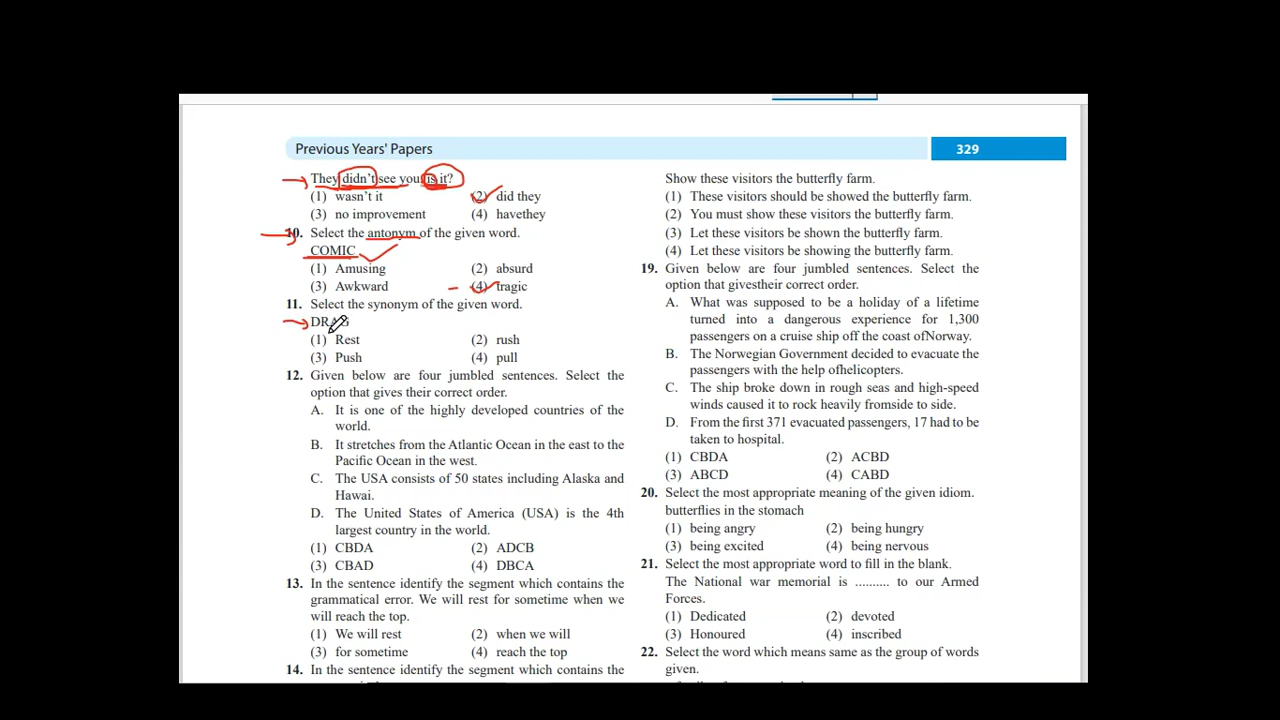 Previous Years' Papers
329
They didn't see you, is it?
(1) wasn't it (2) did they
(3) no improvement (4) havethey
10. Select the antonym of the given word.
COMIC
(1) Amusing (2) absurd
(3) Awkward (4) tragic
11. Select the synonym of the given word.
DRAG
(1) Rest (2) rush
(3) Push (4) pull
12. Given below are four jumbled sentences. Select the
option that gives their correct order.
A. It is one of the highly developed countries of the
world.
B. It stretches from the Atlantic Ocean in the east to the
Pacific Ocean in the west.
C. The USA consists of 50 states including Alaska and
Hawai.
D. The United States of America (USA) is the 4th
largest country in the world.
(1) CBDA (2) ADCB
(3) CBAD (4) DBCA
13. In the sentence identify the segment which contains the
grammatical error. We will rest for sometime when we
will reach the top.
(1) We will rest (2) when we will
(3) for sometime (4) reach the top
14. In the sentence identify the segment which contains the
Show these visitors the butterfly farm.
(1) These visitors should be showed the butterfly farm.
(2) You must show these visitors the butterfly farm.
(3) Let these visitors be shown the butterfly farm.
(4) Let these visitors be showing the butterfly farm.
19. Given below are four jumbled sentences. Select the
option that givestheir correct order.
A. What was supposed to be a holiday of a lifetime
turned into a dangerous experience for 1,300
passengers on a cruise ship off the coast ofNorway.
B. The Norwegian Government decided to evacuate the
passengers with the help ofhelicopters.
C. The ship broke down in rough seas and high-speed
winds caused it to rock heavily fromside to side.
D. From the first 371 evacuated passengers, 17 had to be
taken to hospital.
(1) CBDA (2) ACBD
(3) ABCD (4) CABD
20. Select the most appropriate meaning of the given idiom.
butterflies in the stomach
(1) being angry (2) being hungry
(3) being excited (4) being nervous
21. Select the most appropriate word to fill in the blank.
The National war memorial is .......... to our Armed
Forces.
(1) Dedicated (2) devoted
(3) Honoured (4) inscribed
22. Select the word which means same as the group of words
given.